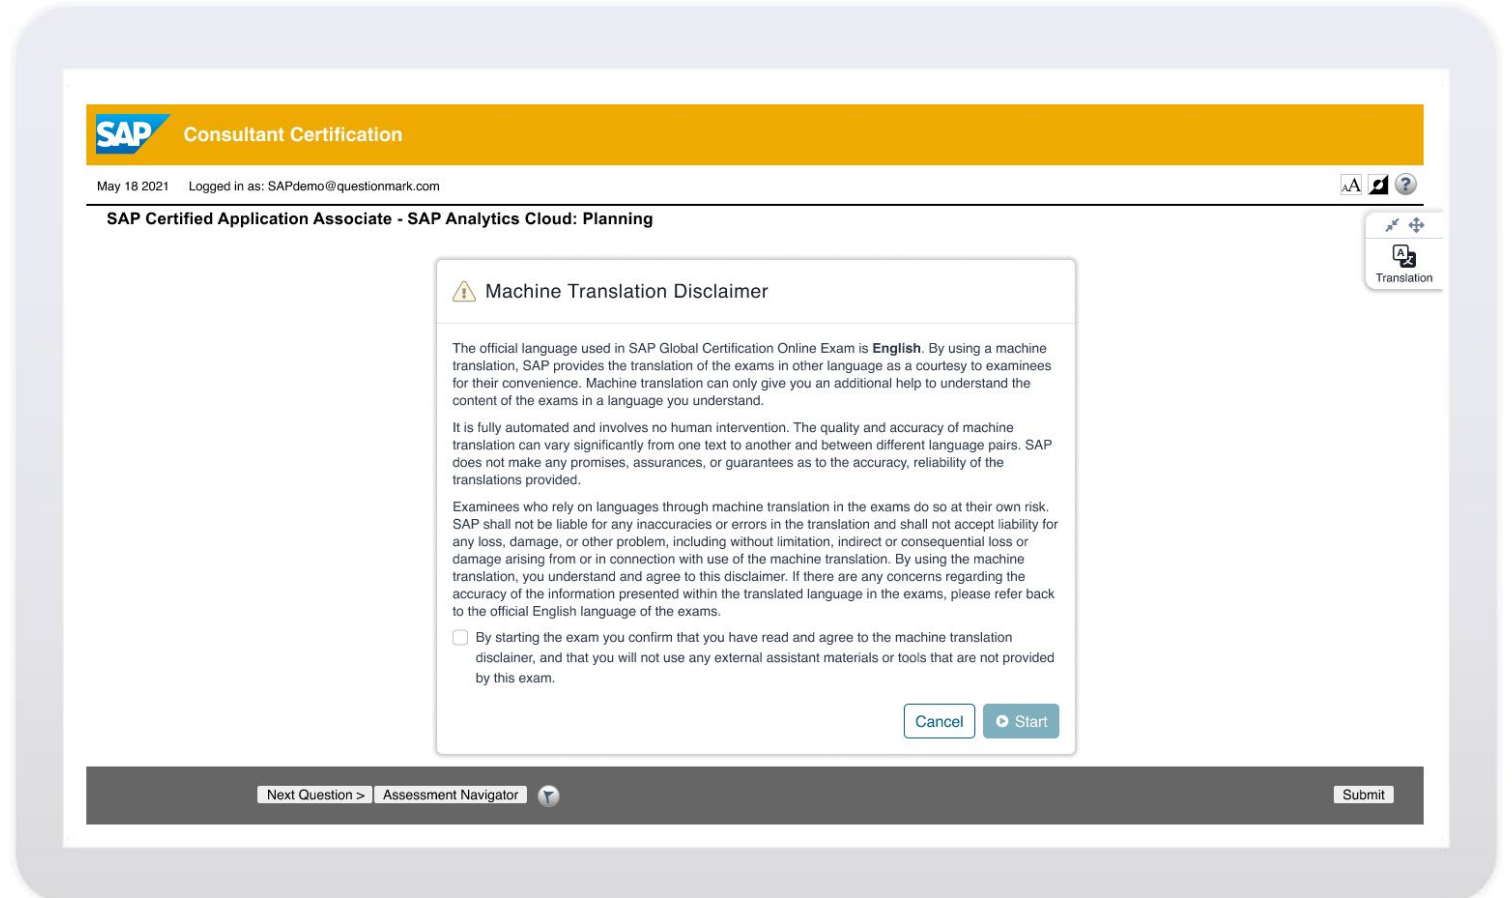 SAP Consultant Certification
May 18 2021 Logged in as: SAPdemo@questionmark.com
AA ?
SAP Certified Application Associate - SAP Analytics Cloud: Planning
A
Translation
Machine Translation Disclaimer
The official language used in SAP Global Certification Online Exam is English. By using a machine
translation, SAP provides the translation of the exams in other language as a courtesy to examinees
for their convenience. Machine translation can only give you an additional help to understand the
content of the exams in a language you understand.
It is fully automated and involves no human intervention. The quality and accuracy of machine
translation can vary significantly from one text to another and between different language pairs. SAP
does not make any promises, assurances, or guarantees as to the accuracy, reliability of the
translations provided.
Examinees who rely on languages through machine translation in the exams do so at their own risk.
SAP shall not be liable for any inaccuracies or errors in the translation and shall not accept liability for
any loss, damage, or other problem, including without limitation, indirect or consequential loss or
damage arising from or in connection with use of the machine translation. By using the machine
translation, you understand and agree to this disclaimer. If there are any concerns regarding the
accuracy of the information presented within the translated language in the exams, please refer back
to the official English language of the exams.
By starting the exam you confirm that you have read and agree to the machine translation
disclainer, and that you will not use any external assistant materials or tools that are not provided
by this exam.
Cancel Start
Next Question > Assessment Navigator Submit